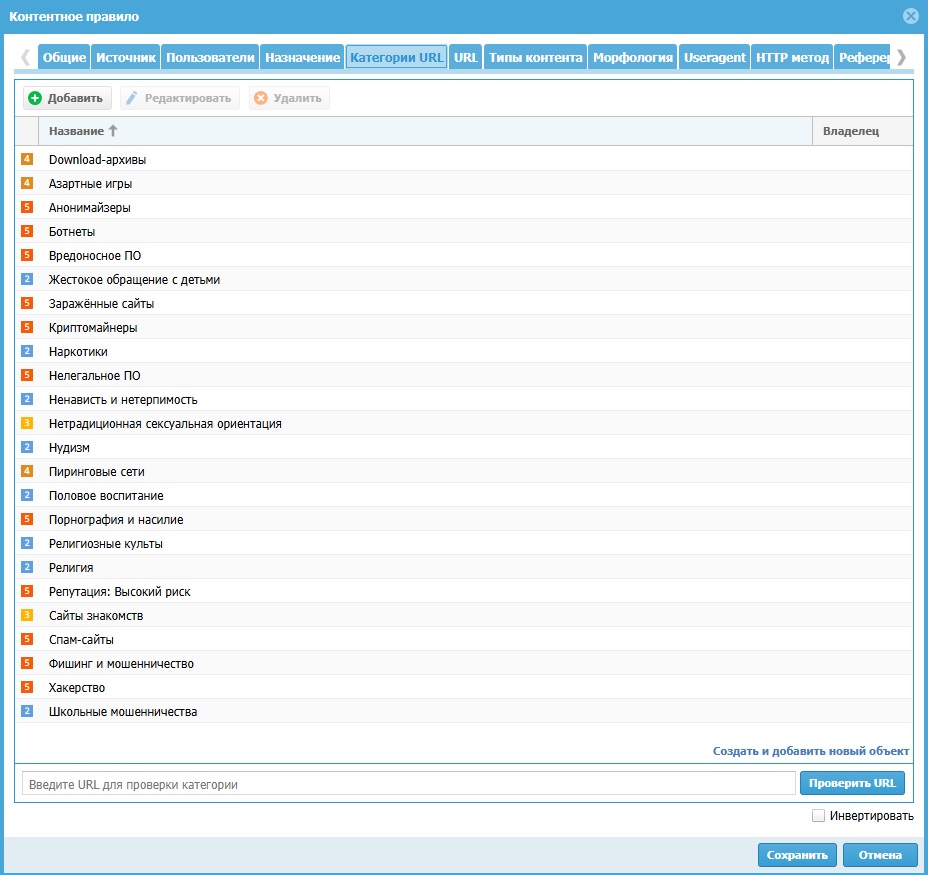 Контентное правило
Общие Источник Пользователи Назначение Категории URL URL Типы контента Морфология Useragent HTTP метод Реферер
Добавить Редактировать Удалить
Название Владелец
4 Download-архивы
4 Азартные игры
5 Анонимайзеры
5 Ботнеты
5 Вредоносное ПО
2 Жестокое обращение с детьми
5 Заражённые сайты
5 Криптомайнеры
2 Наркотики
5 Нелегальное ПО
2 Ненависть и нетерпимость
3 Нетрадиционная сексуальная ориентация
2 Нудизм
4 Пиринговые сети
2 Половое воспитание
5 Порнография и насилие
2 Религиозные культы
2 Религия
5 Репутация: Высокий риск
3 Сайты знакомств
5 Спам-сайты
5 Фишинг и мошенничество
5 Хакерство
2 Школьные мошенничества
Создать и добавить новый объект
Введите URL для проверки категории Проверить URL
Инвертировать
Сохранить Отмена